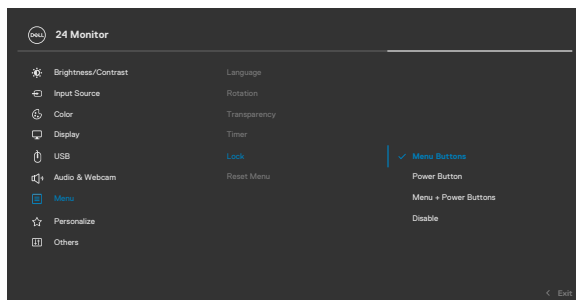 DELL
24 Monitor
Brightness/Contrast
Language
Input Source
Rotation
Color
Transparency
Display
Timer
USB
Lock
Menu Buttons
Audio & Webcam
Reset Menu
Power Button
Menu
Menu + Power Buttons
Personalize
Disable
Others
Exit